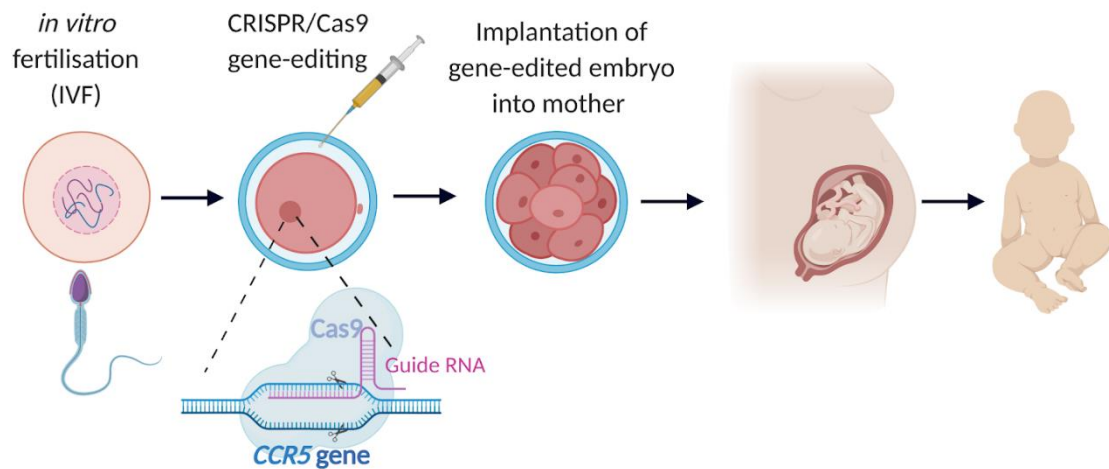 in vitro
fertilisation
(IVF)
CRISPR/Cas9
gene-editing
Implantation of
gene-edited embryo
into mother
Cas9
Guide RNA
CCR5 gene